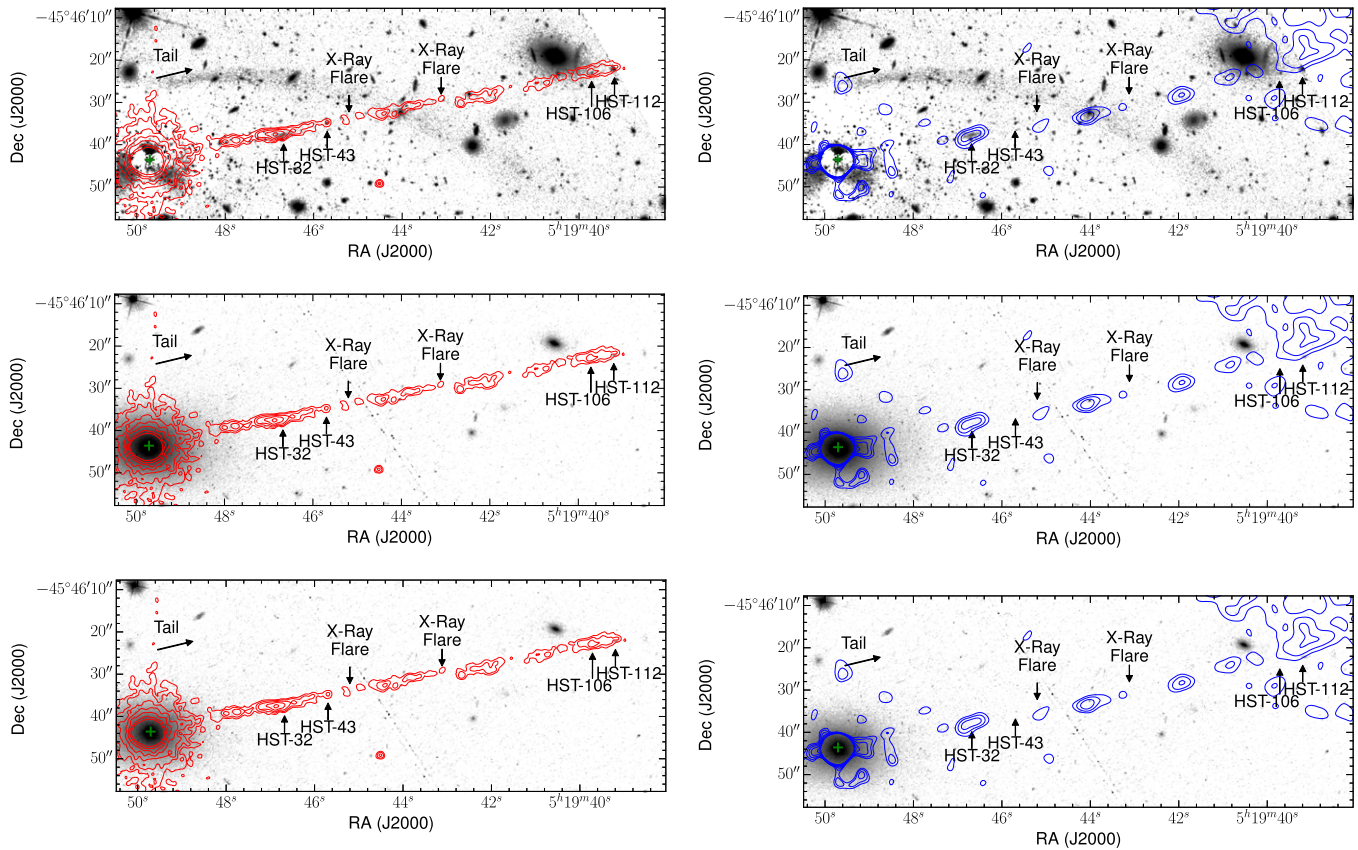 −45°46′10″
20″
30″
40″
50″
Dec (J2000)
Tail
X-Ray
Flare
X-Ray
Flare
HST-32
HST-43
HST-106
HST-112
50ˢ
48ˢ
46ˢ
44ˢ
42ˢ
5ʰ19ᵐ40ˢ
RA (J2000)
−45°46′10″
20″
30″
40″
50″
Dec (J2000)
Tail
X-Ray
Flare
X-Ray
Flare
HST-32
HST-43
HST-106
HST-112
50ˢ
48ˢ
46ˢ
44ˢ
42ˢ
5ʰ19ᵐ40ˢ
RA (J2000)
−45°46′10″
20″
30″
40″
50″
Dec (J2000)
Tail
X-Ray
Flare
X-Ray
Flare
HST-32
HST-43
HST-106
HST-112
50ˢ
48ˢ
46ˢ
44ˢ
42ˢ
5ʰ19ᵐ40ˢ
RA (J2000)
−45°46′10″
20″
30″
40″
50″
Dec (J2000)
Tail
X-Ray
Flare
X-Ray
Flare
HST-32
HST-43
HST-106
HST-112
50ˢ
48ˢ
46ˢ
44ˢ
42ˢ
5ʰ19ᵐ40ˢ
RA (J2000)
−45°46′10″
20″
30″
40″
50″
Dec (J2000)
Tail
X-Ray
Flare
X-Ray
Flare
HST-32
HST-43
HST-106
HST-112
50ˢ
48ˢ
46ˢ
44ˢ
42ˢ
5ʰ19ᵐ40ˢ
RA (J2000)
−45°46′10″
20″
30″
40″
50″
Dec (J2000)
Tail
X-Ray
Flare
X-Ray
Flare
HST-32
HST-43
HST-106
HST-112
50ˢ
48ˢ
46ˢ
44ˢ
42ˢ
5ʰ19ᵐ40ˢ
RA (J2000)